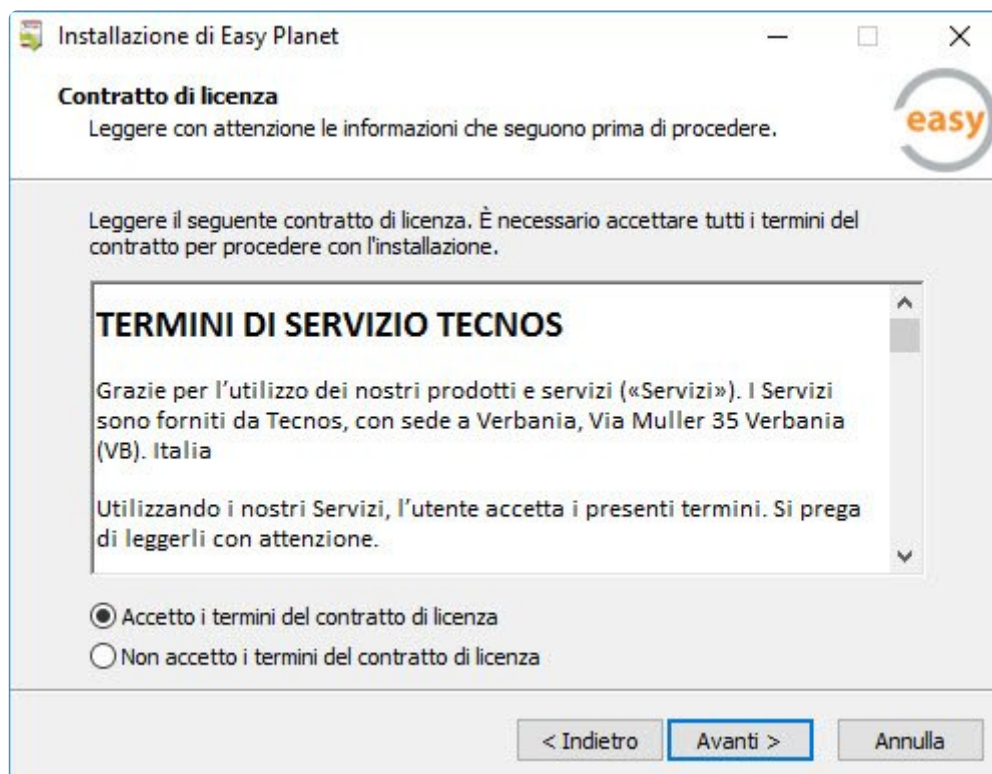 Installazione di Easy Planet
Contratto di licenza
Leggere con attenzione le informazioni che seguono prima di procedere.
easy
Leggere il seguente contratto di licenza. È necessario accettare tutti i termini del
contratto per procedere con l'installazione.
TERMINI DI SERVIZIO TECNOS
Grazie per l’utilizzo dei nostri prodotti e servizi («Servizi»). I Servizi
sono forniti da Tecnos, con sede a Verbania, Via Muller 35 Verbania
(VB). Italia
Utilizzando i nostri Servizi, l’utente accetta i presenti termini. Si prega
di leggerli con attenzione.
Accetto i termini del contratto di licenza
Non accetto i termini del contratto di licenza
< Indietro
Avanti >
Annulla